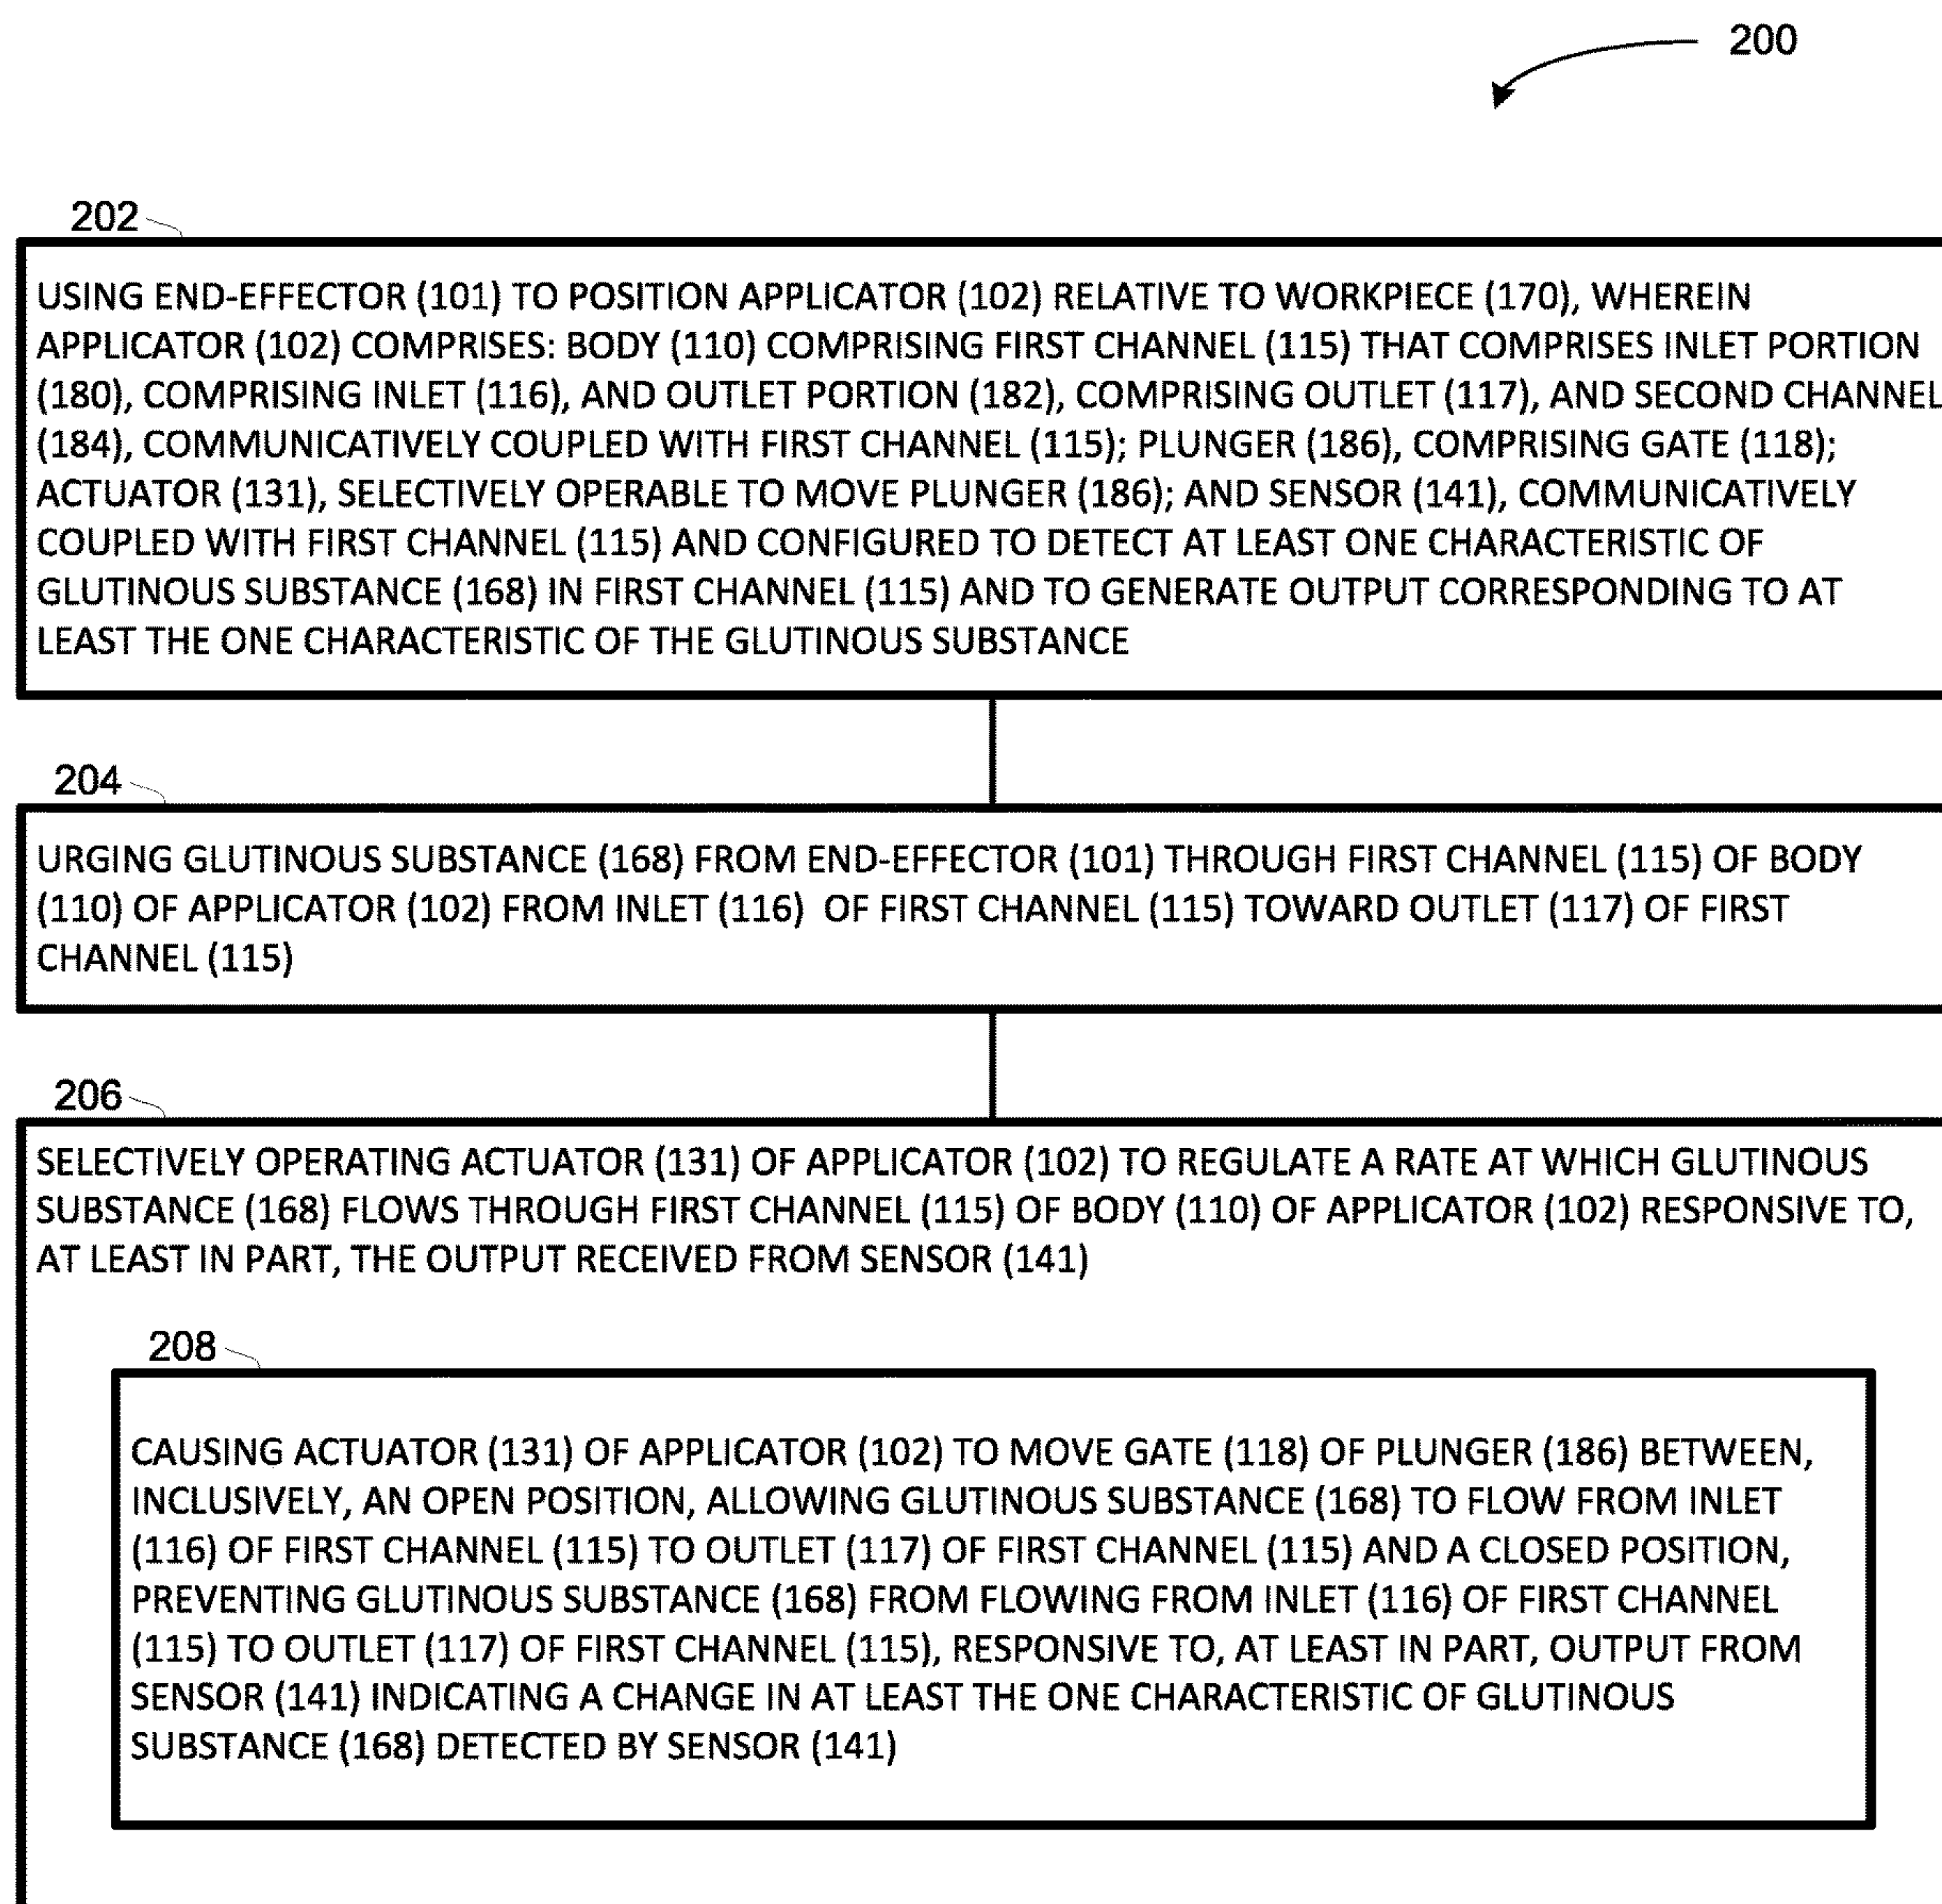 200
202
USING END-EFFECTOR (101) TO POSITION APPLICATOR (102) RELATIVE TO WORKPIECE (170), WHEREIN
APPLICATOR (102) COMPRISES: BODY (110) COMPRISING FIRST CHANNEL (115) THAT COMPRISES INLET PORTION
(180), COMPRISING INLET (116), AND OUTLET PORTION (182), COMPRISING OUTLET (117), AND SECOND CHANNEL
(184), COMMUNICATIVELY COUPLED WITH FIRST CHANNEL (115); PLUNGER (186), COMPRISING GATE (118);
ACTUATOR (131), SELECTIVELY OPERABLE TO MOVE PLUNGER (186); AND SENSOR (141), COMMUNICATIVELY
COUPLED WITH FIRST CHANNEL (115) AND CONFIGURED TO DETECT AT LEAST ONE CHARACTERISTIC OF
GLUTINOUS SUBSTANCE (168) IN FIRST CHANNEL (115) AND TO GENERATE OUTPUT CORRESPONDING TO AT
LEAST THE ONE CHARACTERISTIC OF THE GLUTINOUS SUBSTANCE
204
URGING GLUTINOUS SUBSTANCE (168) FROM END-EFFECTOR (101) THROUGH FIRST CHANNEL (115) OF BODY
(110) OF APPLICATOR (102) FROM INLET (116) OF FIRST CHANNEL (115) TOWARD OUTLET (117) OF FIRST
CHANNEL (115)
206
SELECTIVELY OPERATING ACTUATOR (131) OF APPLICATOR (102) TO REGULATE A RATE AT WHICH GLUTINOUS
SUBSTANCE (168) FLOWS THROUGH FIRST CHANNEL (115) OF BODY (110) OF APPLICATOR (102) RESPONSIVE TO,
AT LEAST IN PART, THE OUTPUT RECEIVED FROM SENSOR (141)
208
CAUSING ACTUATOR (131) OF APPLICATOR (102) TO MOVE GATE (118) OF PLUNGER (186) BETWEEN,
INCLUSIVELY, AN OPEN POSITION, ALLOWING GLUTINOUS SUBSTANCE (168) TO FLOW FROM INLET
(116) OF FIRST CHANNEL (115) TO OUTLET (117) OF FIRST CHANNEL (115) AND A CLOSED POSITION,
PREVENTING GLUTINOUS SUBSTANCE (168) FROM FLOWING FROM INLET (116) OF FIRST CHANNEL
(115) TO OUTLET (117) OF FIRST CHANNEL (115), RESPONSIVE TO, AT LEAST IN PART, OUTPUT FROM
SENSOR (141) INDICATING A CHANGE IN AT LEAST THE ONE CHARACTERISTIC OF GLUTINOUS
SUBSTANCE (168) DETECTED BY SENSOR (141)